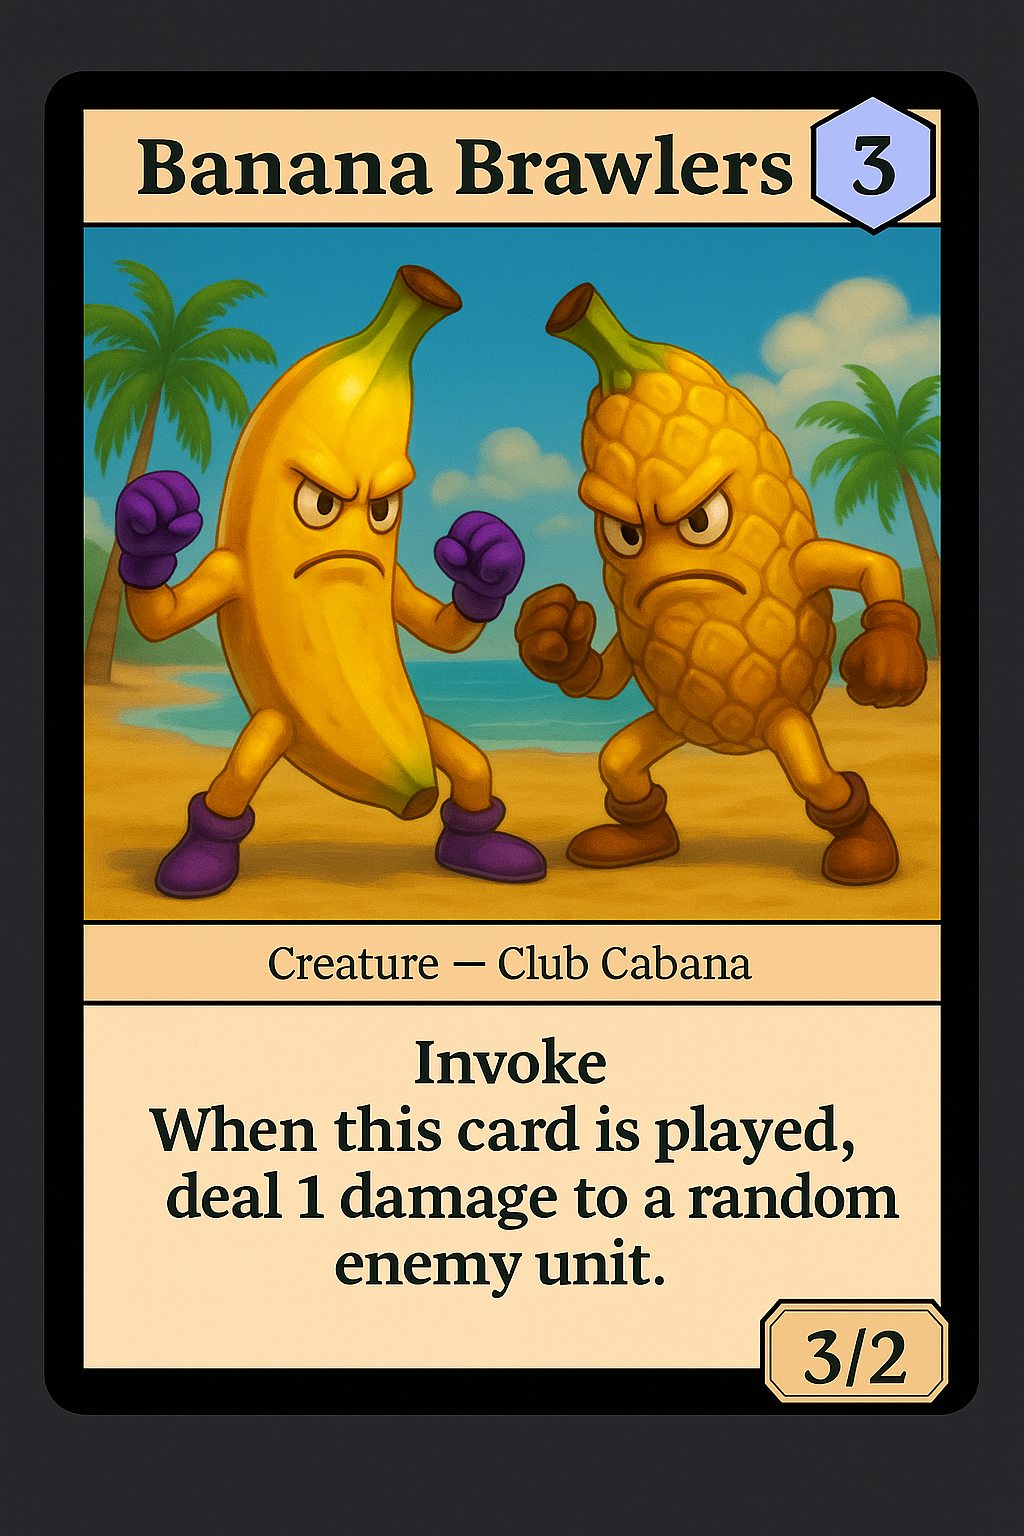 Banana Brawlers
3
Creature — Club Cabana
Invoke
When this card is played,
deal 1 damage to a random
enemy unit.
3/2